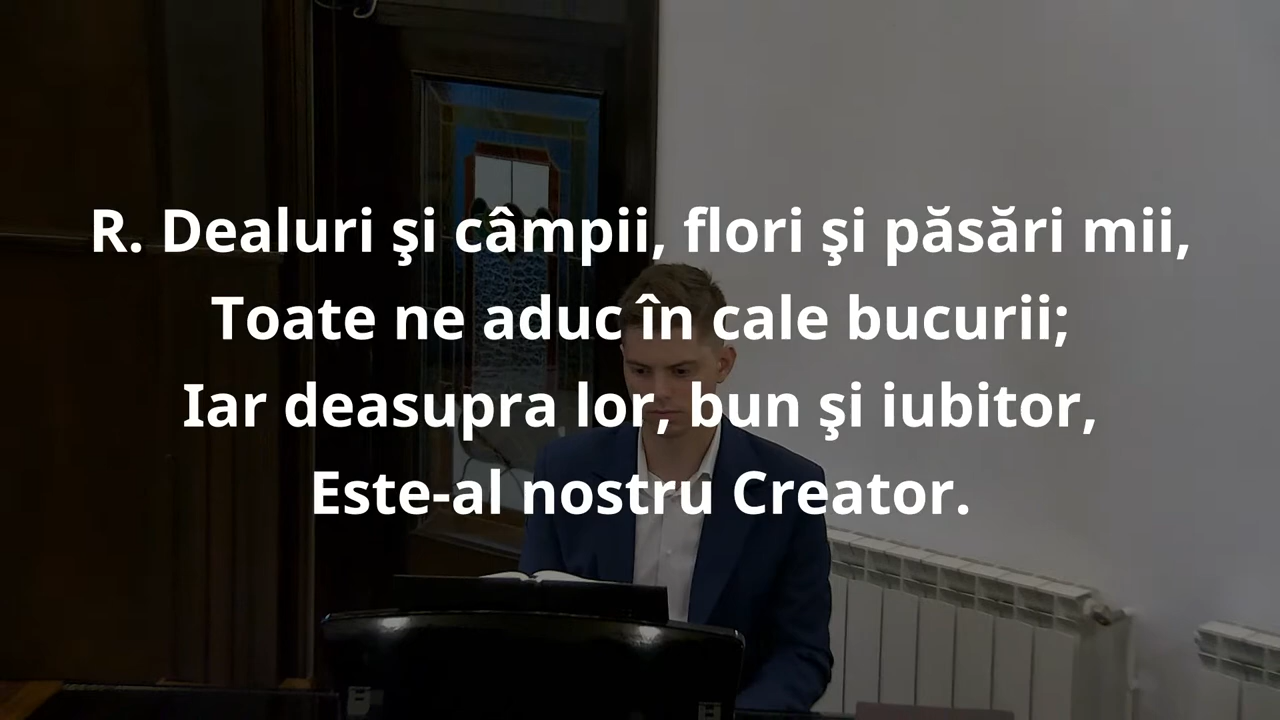 R. Dealuri şi câmpii, flori şi păsări mii,
Toate ne aduc în cale bucurii;
Iar deasupra lor, bun şi iubitor,
Este-al nostru Creator.